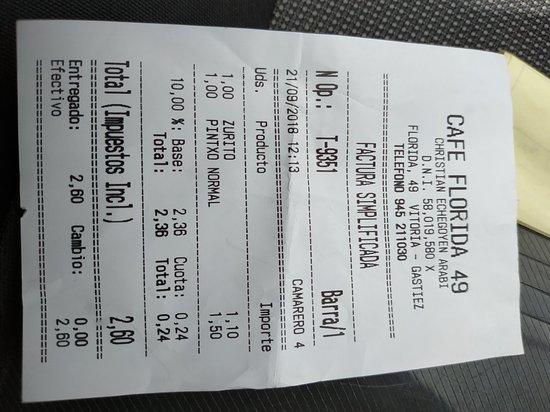 CAFE FLORIDA 49
CHRISTIAN ECHEGOYEN ARABI
D.N.I. 58.019.580 X
FLORIDA, 49 VITORIA - GASTIEZ
TELEFONO 945 211030
FACTURA SIMPLIFICADA
N Op.: T-9351 Barra/1
21/09/2018 12:13 CAMARERO 4
Uds. Producto Importe
1,00 ZURITO 1,10
1,00 PINTXO NORMAL 1,50
10,00 %: Base: 2,36 Cuota: 0,24
Total: 2,36 Total: 0,24
Total (Impuestos Incl.) 2,60
Entregado: 2,60 Cambio: 0,00
Efectivo 2,60